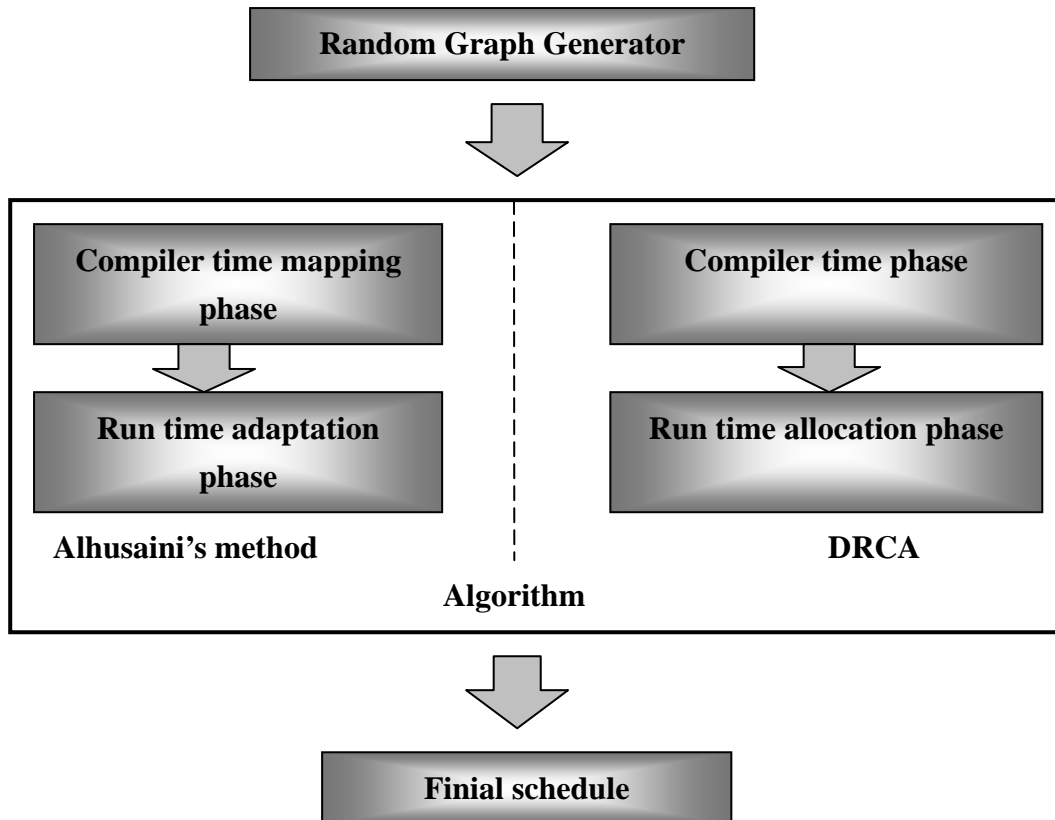 Random Graph Generator
Compiler time mapping
phase
Run time adaptation
phase
Alhusaini’s method
Compiler time phase
Run time allocation phase
DRCA
Algorithm
Finial schedule